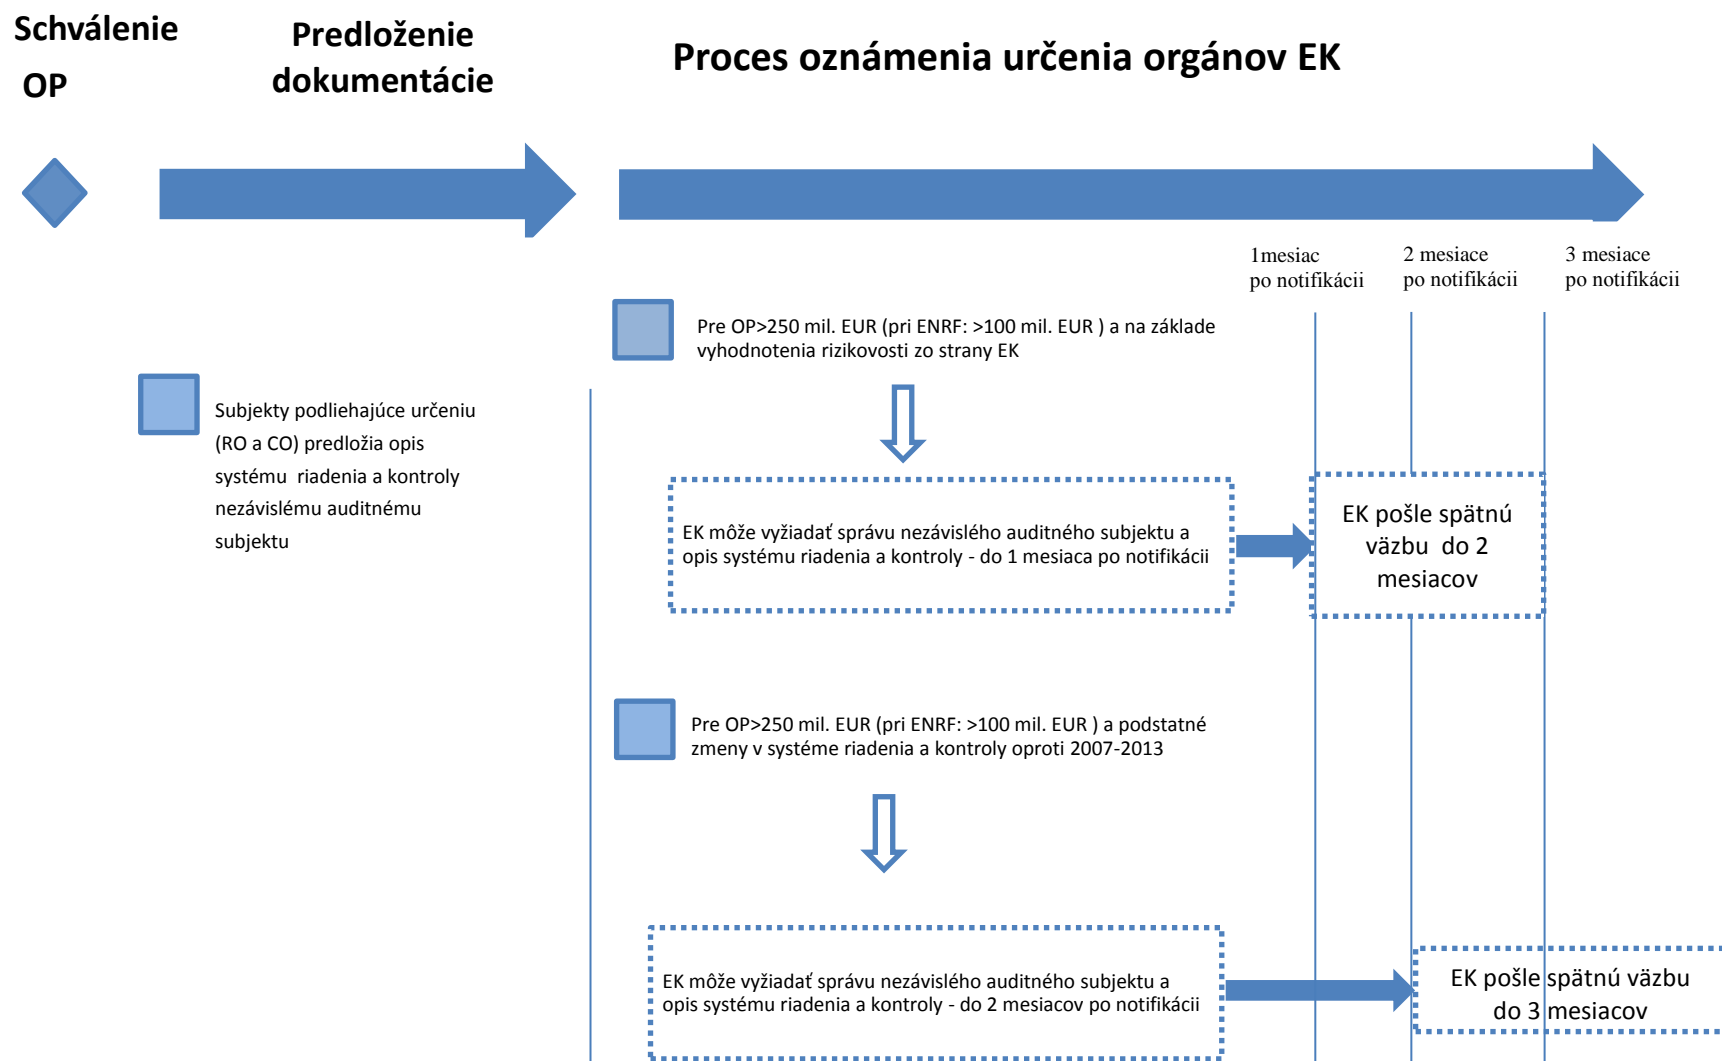 Schválenie
OP
Predloženie
dokumentácie
Proces oznámenia určenia orgánov EK
1mesiac
po notifikácii
2 mesiace
po notifikácii
3 mesiace
po notifikácii
Pre OP>250 mil. EUR (pri ENRF: >100 mil. EUR ) a na základe
vyhodnotenia rizikovosti zo strany EK
Subjekty podliehajúce určeniu
(RO a CO) predložia opis
systému  riadenia a kontroly
nezávislému auditnému
subjektu
EK môže vyžiadať správu nezávislého auditného subjektu a
opis systému riadenia a kontroly - do 1 mesiaca po notifikácii
EK pošle spätnú
väzbu  do 2
mesiacov
Pre OP>250 mil. EUR (pri ENRF: >100 mil. EUR ) a podstatné
zmeny v systéme riadenia a kontroly oproti 2007-2013
EK môže vyžiadať správu nezávislého auditného subjektu a
opis systému riadenia a kontroly - do 2 mesiacov po notifikácii
EK pošle spätnú väzbu
do 3 mesiacov